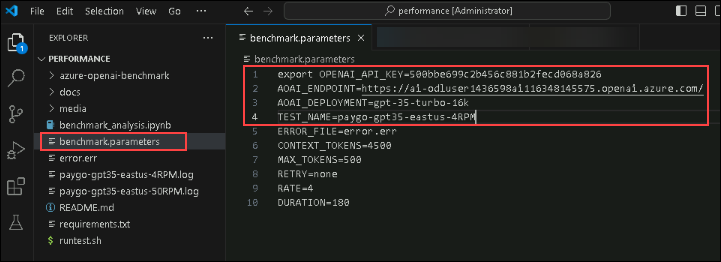 File Edit Selection View Go ... performance [Administrator]
EXPLORER
PERFORMANCE
azure-openai-benchmark
docs
media
benchmark_analysis.ipynb
benchmark.parameters
error.err
paygo-gpt35-eastus-4RPM.log
paygo-gpt35-eastus-50RPM.log
README.md
requirements.txt
runtest.sh
benchmark.parameters
benchmark.parameters
1 export OPENAI_API_KEY=500bbe699c2b456c881b2fecd068a826
2 AOAI_ENDPOINT=https://ai-odluser1436598ai1116348145575.openai.azure.com/
3 AOAI_DEPLOYMENT=gpt-35-turbo-16k
4 TEST_NAME=paygo-gpt35-eastus-4RPM
5 ERROR_FILE=error.err
6 CONTEXT_TOKENS=4500
7 MAX_TOKENS=500
8 RETRY=none
9 RATE=4
10 DURATION=180